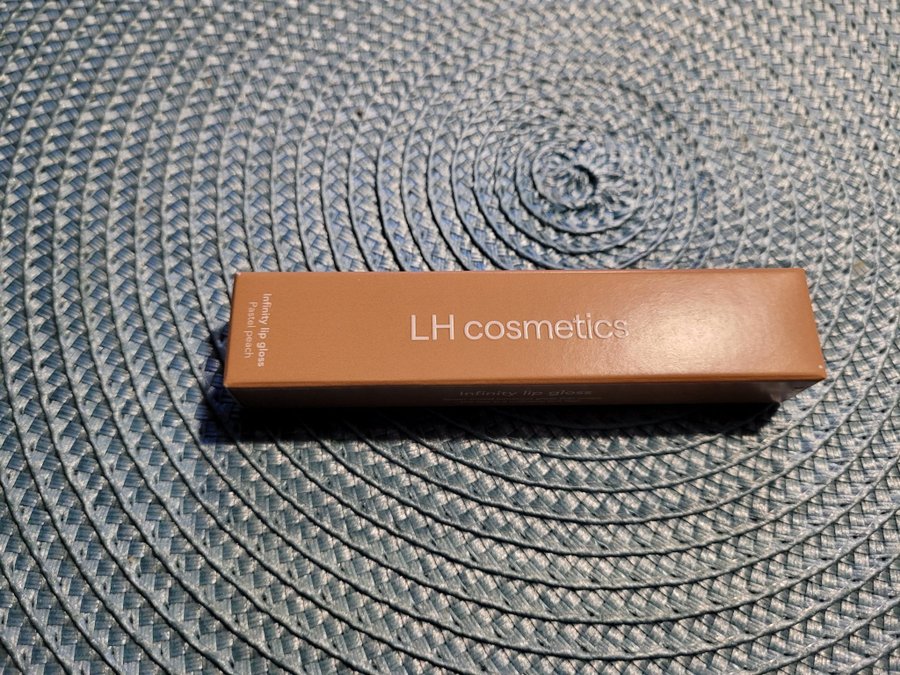 LH cosmetics
Infinity lip gloss
Pastel peach
Infinity lip gloss